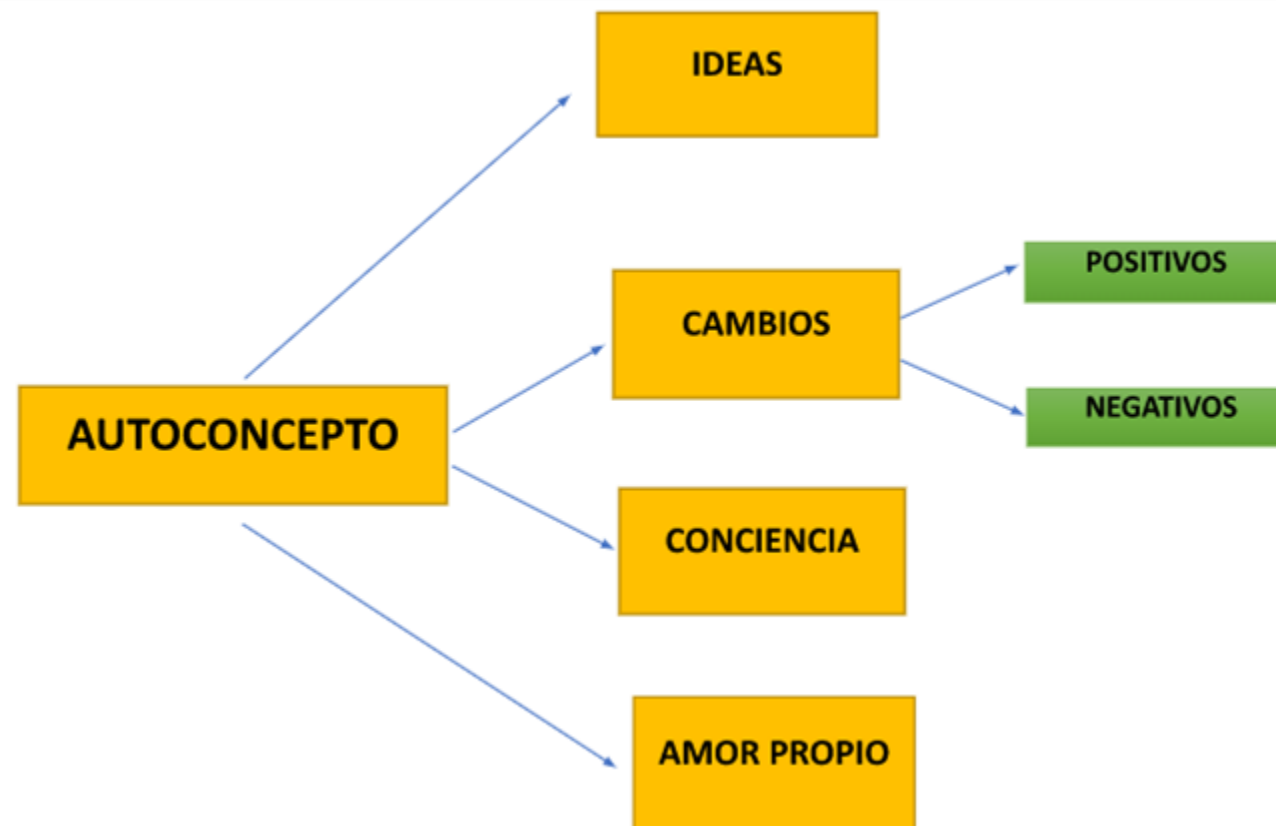 IDEAS
POSITIVOS
CAMBIOS
NEGATIVOS
AUTOCONCEPTO
CONCIENCIA
AMOR PROPIO